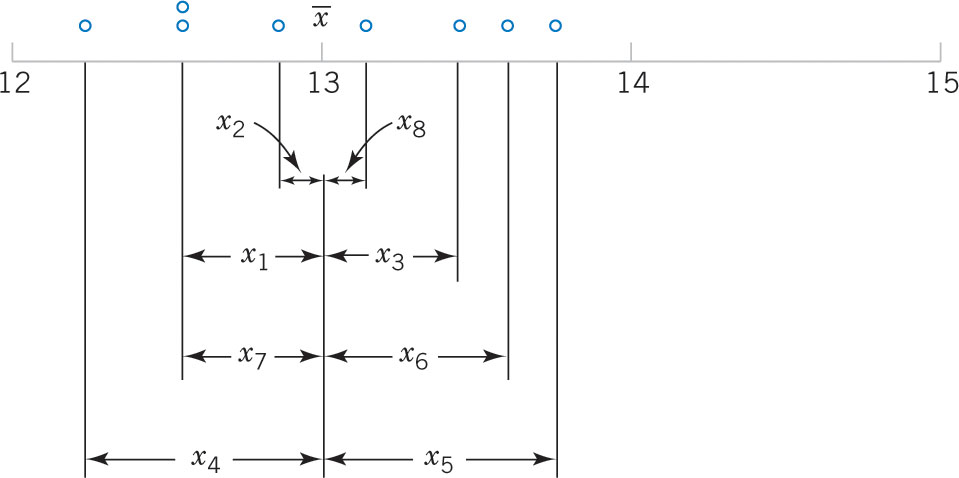 x̅
12 13 14 15
x₂ x₈
x₁ x₃
x₇ x₆
x₄ x₅